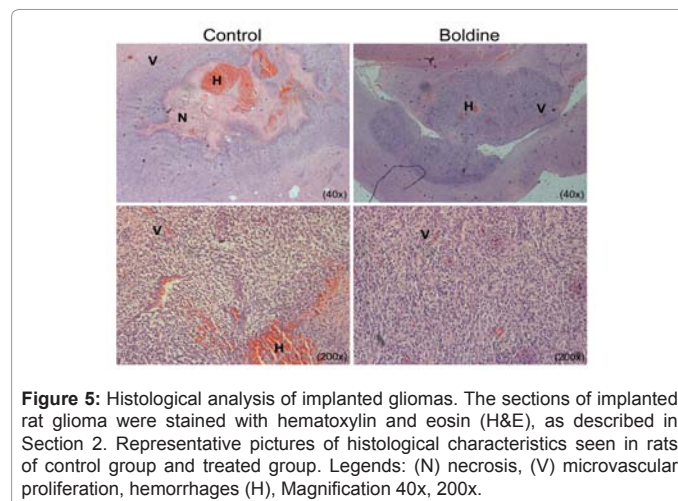 Control Boldine
V
H
N
(40x)
H
V
(40x)
V
H
(200x)
V
(200x)
Figure 5: Histological analysis of implanted gliomas. The sections of implanted
rat glioma were stained with hematoxylin and eosin (H&E), as described in
Section 2. Representative pictures of histological characteristics seen in rats
of control group and treated group. Legends: (N) necrosis, (V) microvascular
proliferation, hemorrhages (H), Magnification 40x, 200x.